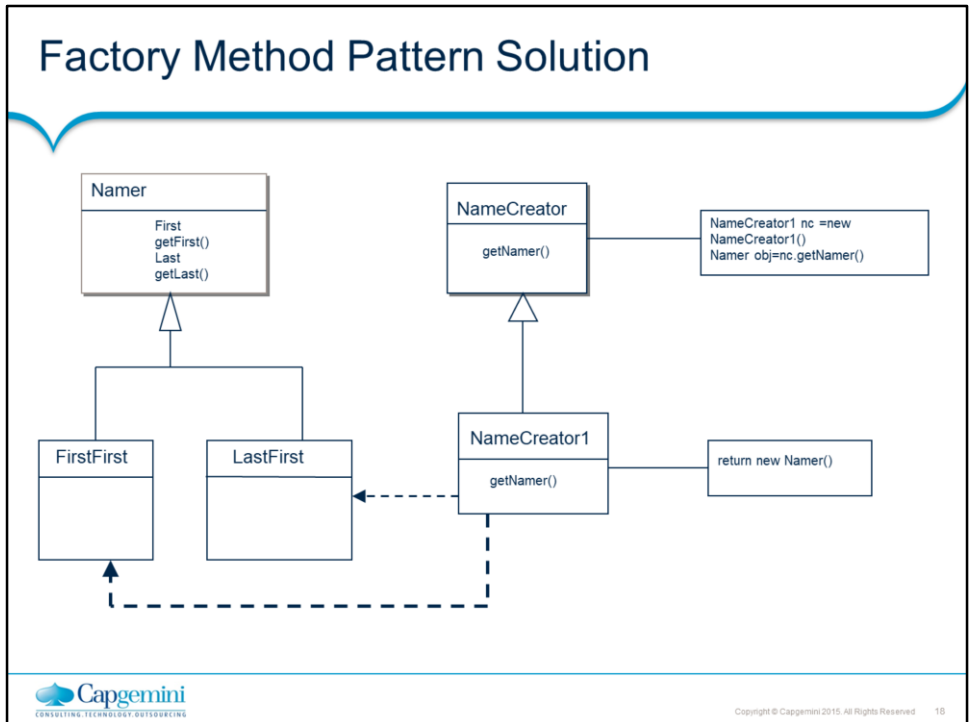 Factory Method Pattern Solution
Namer
First
getFirst()
Last
getLast()
NameCreator
getNamer()
NameCreator1 nc =new
NameCreator1()
Namer obj=nc.getNamer()
FirstFirst
LastFirst
NameCreator1
getNamer()
return new Namer()
Capgemini
CONSULTING.TECHNOLOGY.OUTSOURCING
Copyright © Capgemini 2015. All Rights Reserved 18